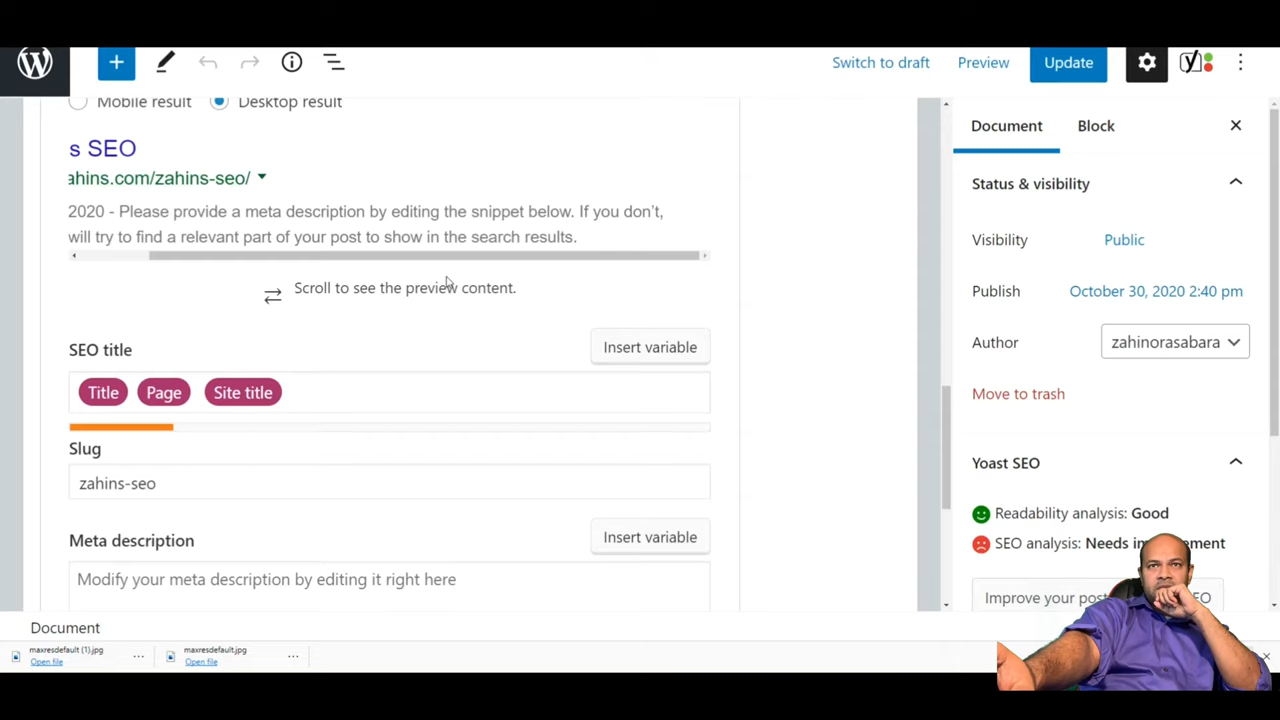 Switch to draft
Preview
Update
Mobile result
Desktop result
Document
Block
s SEO
ahins.com/zahins-seo/
2020 - Please provide a meta description by editing the snippet below. If you don't,
will try to find a relevant part of your post to show in the search results.
Scroll to see the preview content.
SEO title
Insert variable
Title
Page
Site title
Slug
zahins-seo
Meta description
Insert variable
Modify your meta description by editing it right here
Status & visibility
Visibility
Public
Publish
October 30, 2020 2:40 pm
Author
zahinorasabara
Move to trash
Yoast SEO
Readability analysis: Good
SEO analysis: Needs
Improve your post
Document
maxresdefault (1).jpg
Open file
maxresdefault.jpg
Open file